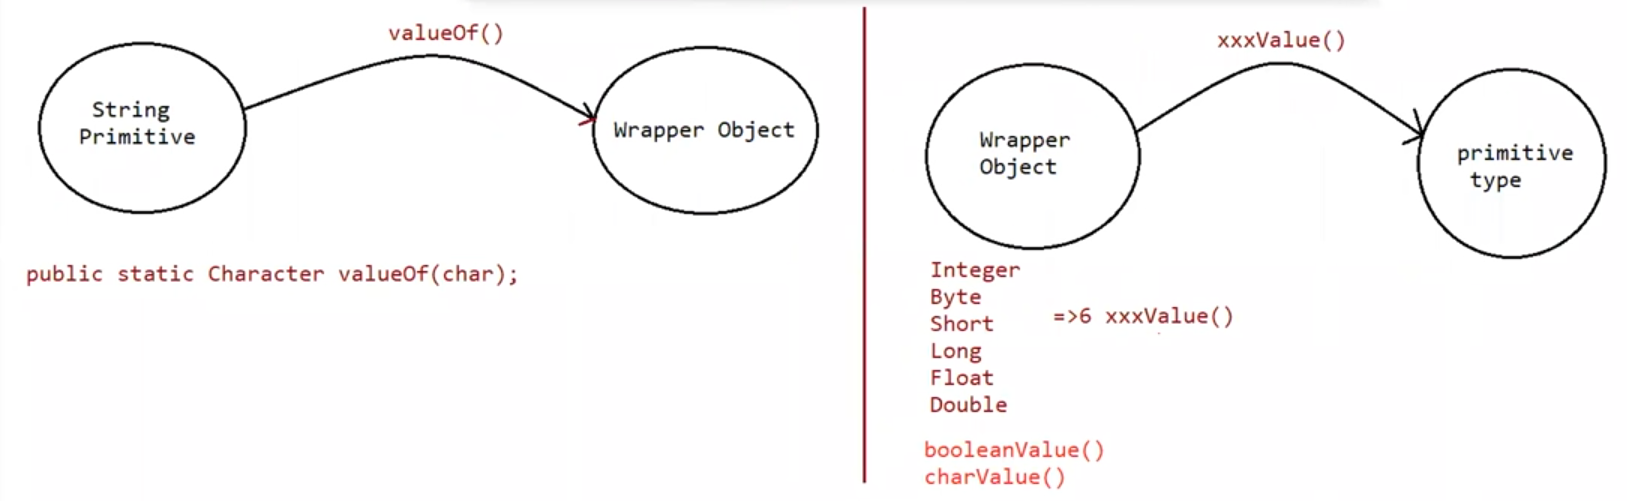 valueOf()
String
Primitive
Wrapper Object
public static Character valueOf(char);
xxxValue()
Wrapper
Object
primitive
type
Integer
Byte
Short
Long
Float
Double
=>6 xxxValue()
booleanValue()
charValue()